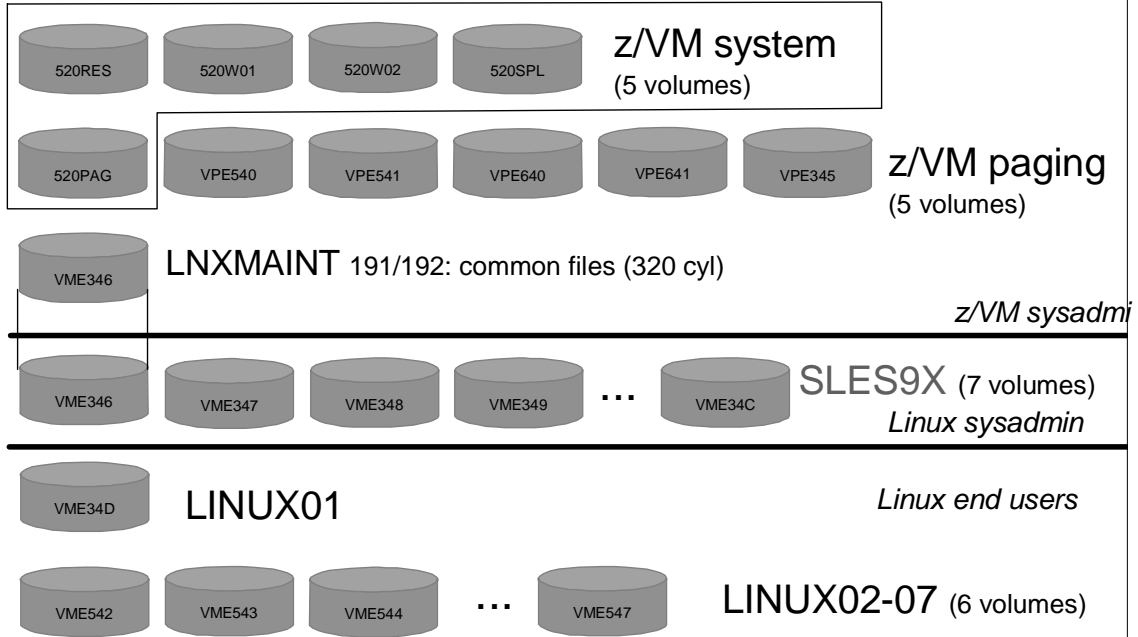 520RES 520W01 520W02 520SPL z/VM system
(5 volumes)
520PAG VPE540 VPE541 VPE640 VPE641 VPE345 z/VM paging
(5 volumes)
VME346 LNXMAINT 191/192: common files (320 cyl)
z/VM sysadmi
VME346 VME347 VME348 VME349 ... VME34C SLES9X (7 volumes)
Linux sysadmin
VME34D LINUX01 Linux end users
VME542 VME543 VME544 ... VME547 LINUX02-07 (6 volumes)